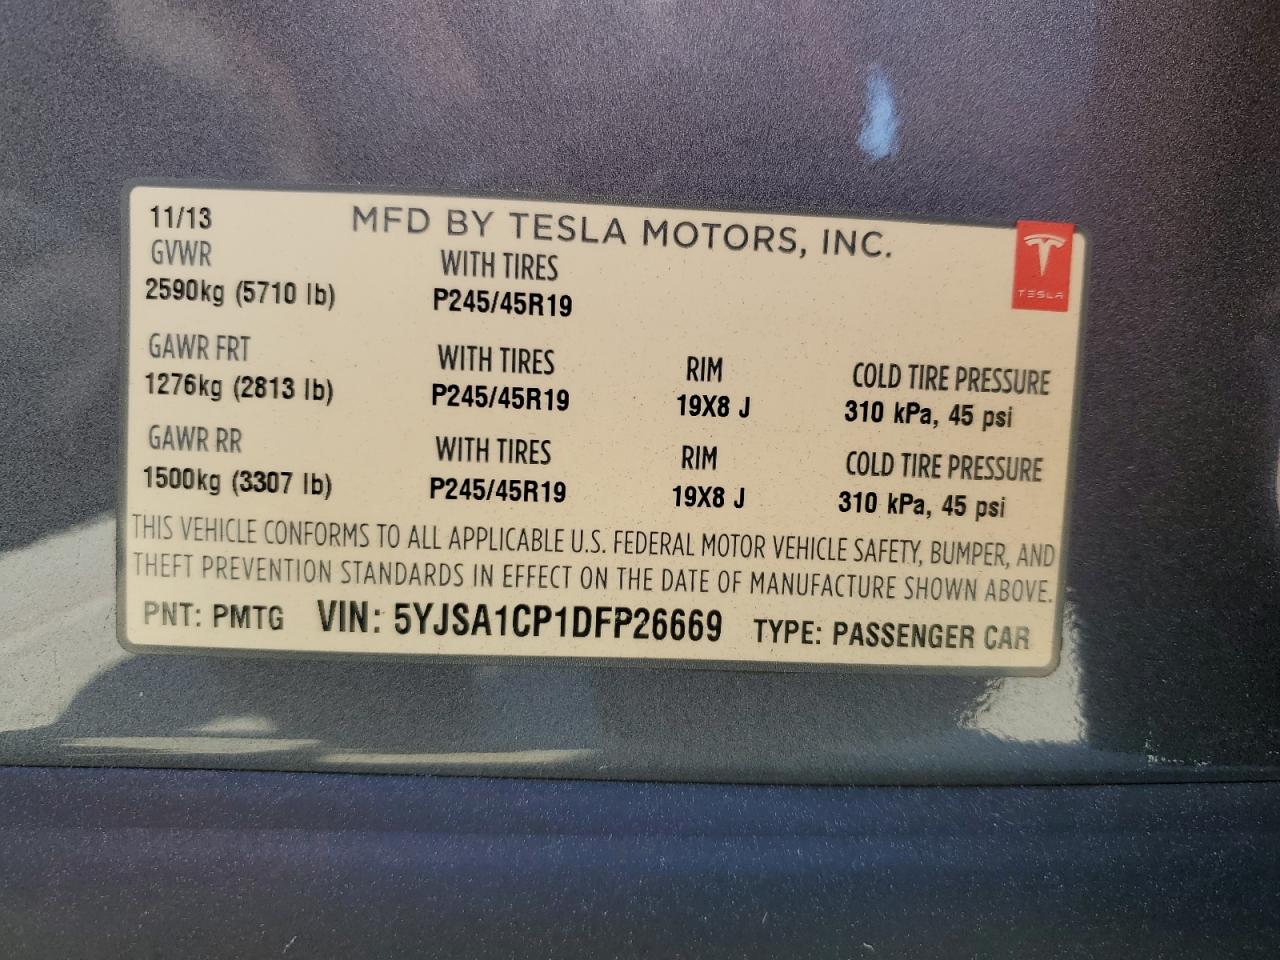 11/13 MFD BY TESLA MOTORS, INC.
GVWR WITH TIRES
2590kg (5710 lb) P245/45R19
TESLA
GAWR FRT WITH TIRES RIM COLD TIRE PRESSURE
1276kg (2813 lb) P245/45R19 19X8 J 310 kPa, 45 psi
GAWR RR WITH TIRES RIM COLD TIRE PRESSURE
1500kg (3307 lb) P245/45R19 19X8 J 310 kPa, 45 psi
THIS VEHICLE CONFORMS TO ALL APPLICABLE U.S. FEDERAL MOTOR VEHICLE SAFETY, BUMPER, AND
THEFT PREVENTION STANDARDS IN EFFECT ON THE DATE OF MANUFACTURE SHOWN ABOVE.
PNT: PMTG VIN: 5YJSA1CP1DFP26669 TYPE: PASSENGER CAR